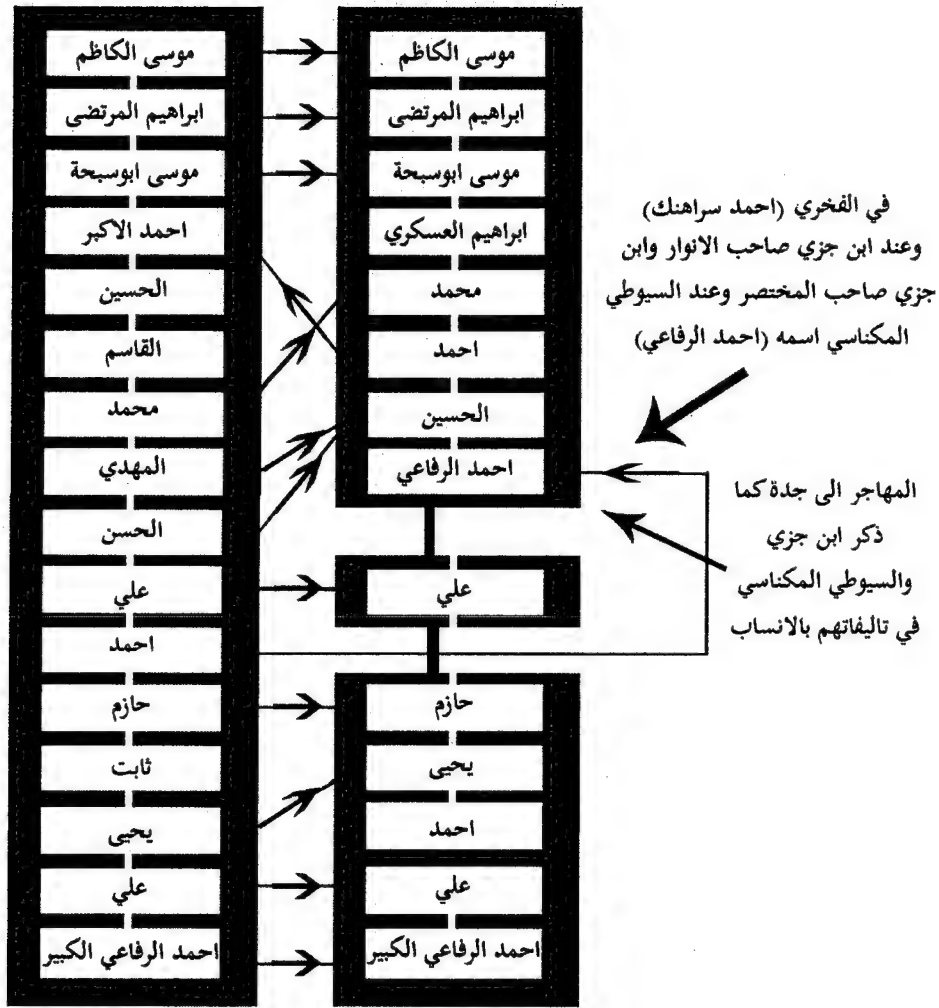 موسى الكاظم
ابراهيم المرتضى
موسى ابوسبحة
احمد الاكبر
الحسين
القاسم
محمد
المهدي
الحسن
علي
احمد
حازم
ثابت
يحيى
علي
احمد الرفاعي الكبير
موسى الكاظم
ابراهيم المرتضى
موسى ابوسبحة
ابراهيم العسكري
محمد
احمد
الحسين
احمد الرفاعي
علي
حازم
يحيى
احمد
علي
احمد الرفاعي الكبير
في الفخري (احمد سراهنك)
وعند ابن جزي صاحب الانوار وابن
جزي صاحب المختصر وعند السيوطي
المكناسي اسمه (احمد الرفاعي)
المهاجر الى جدة كما
ذكر ابن جزي
والسيوطي المكناسي
في تاليفاتهم بالانساب